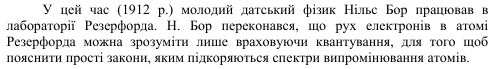 У цей час (1912 р.) молодий датський фізик Нільс Бор працював в
лабораторії Резерфорда. Н. Бор переконався, що рух електронів в атомі
Резерфорда можна зрозуміти лише враховуючи квантування, для того щоб
пояснити прості закони, яким підкоряються спектри випромінювання атомів.